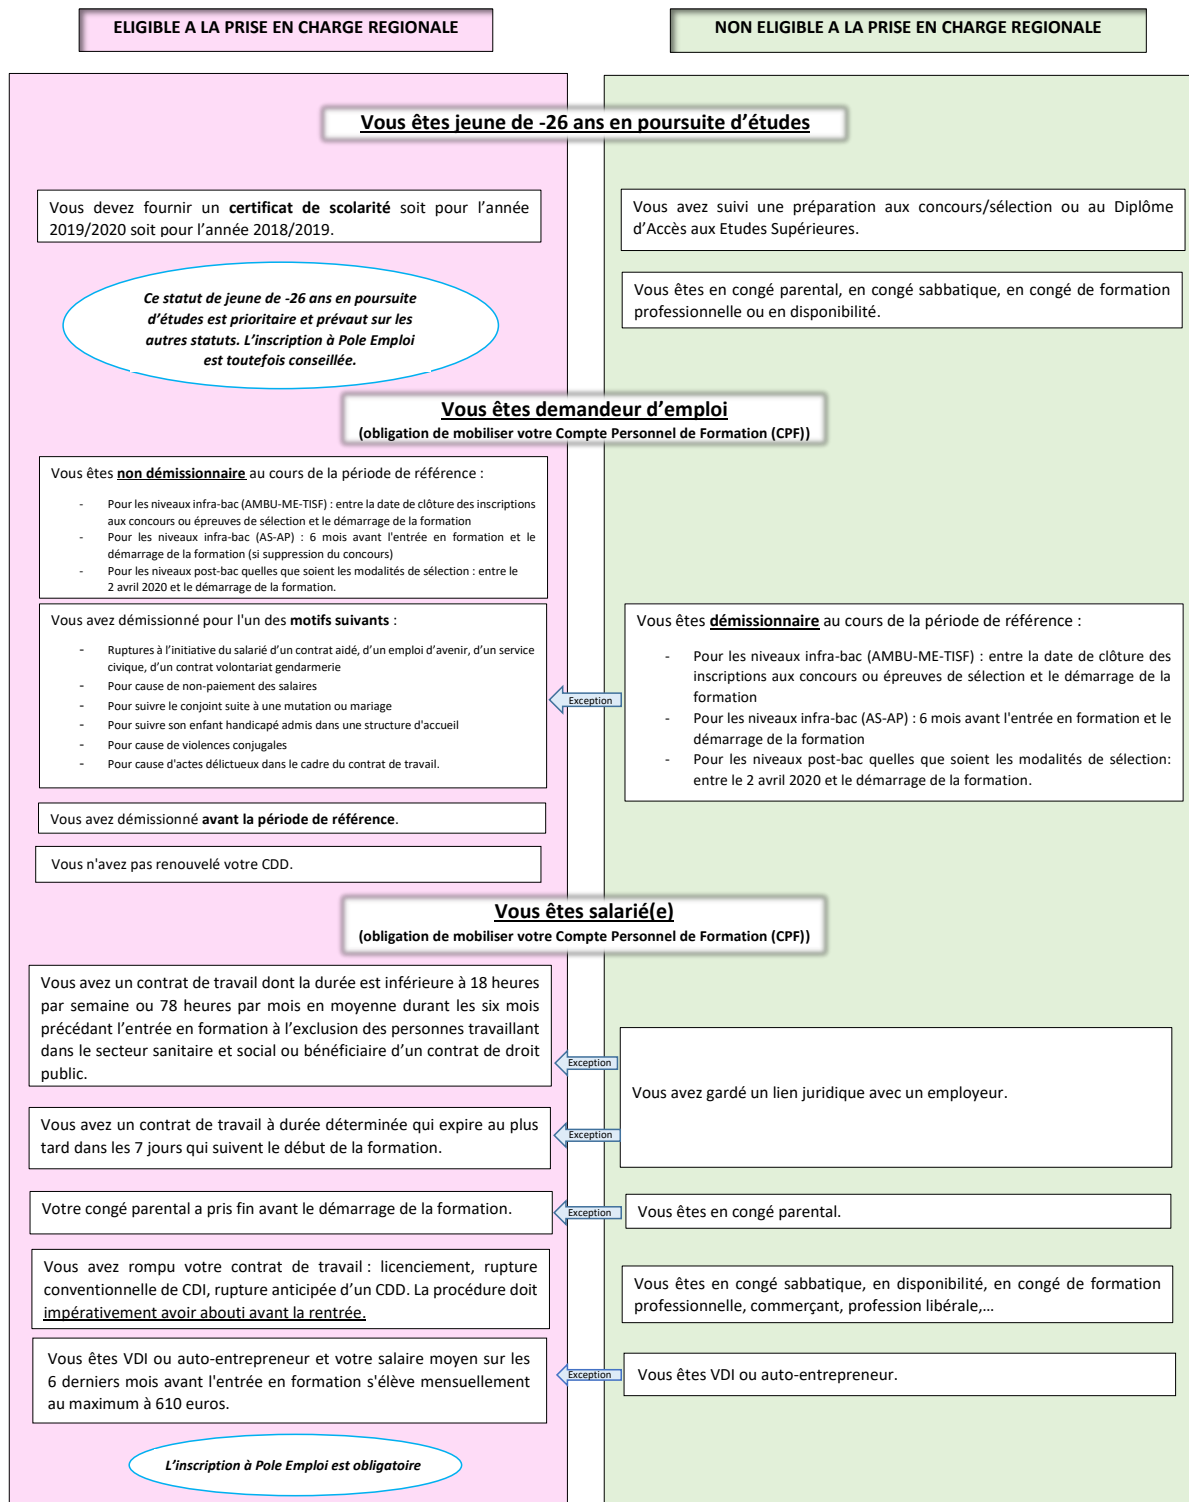 ELIGIBLE A LA PRISE EN CHARGE REGIONALE
NON ELIGIBLE A LA PRISE EN CHARGE REGIONALE
Vous êtes jeune de -26 ans en poursuite d’études
Vous devez fournir un certificat de scolarité soit pour l’année
2019/2020 soit pour l’année 2018/2019.
Vous avez suivi une préparation aux concours/sélection ou au Diplôme
d’Accès aux Etudes Supérieures.
Ce statut de jeune de -26 ans en poursuite
d’études est prioritaire et prévaut sur les
autres statuts. L’inscription à Pole Emploi
est toutefois conseillée.
Vous êtes en congé parental, en congé sabbatique, en congé de formation
professionnelle ou en disponibilité.
Vous êtes demandeur d’emploi
(obligation de mobiliser votre Compte Personnel de Formation (CPF))
Vous êtes non démissionnaire au cours de la période de référence :
- Pour les niveaux infra-bac (AMBU-ME-TISF) : entre la date de clôture des inscriptions
aux concours ou épreuves de sélection et le démarrage de la formation
- Pour les niveaux infra-bac (AS-AP) : 6 mois avant l'entrée en formation et le
démarrage de la formation (si suppression du concours)
- Pour les niveaux post-bac quelles que soient les modalités de sélection : entre le
2 avril 2020 et le démarrage de la formation.
Vous avez démissionné pour l'un des motifs suivants :
- Ruptures à l’initiative du salarié d’un contrat aidé, d’un emploi d’avenir, d’un service
civique, d’un contrat volontariat gendarmerie
- Pour cause de non-paiement des salaires
- Pour suivre le conjoint suite à une mutation ou mariage
- Pour suivre son enfant handicapé admis dans une structure d’accueil
- Pour cause de violences conjugales
- Pour cause d'actes délictueux dans le cadre du contrat de travail.
Exception
Vous êtes démissionnaire au cours de la période de référence :
- Pour les niveaux infra-bac (AMBU-ME-TISF) : entre la date de clôture des
inscriptions aux concours ou épreuves de sélection et le démarrage de la
formation
- Pour les niveaux infra-bac (AS-AP) : 6 mois avant l'entrée en formation et le
démarrage de la formation
- Pour les niveaux post-bac quelles que soient les modalités de sélection:
entre le 2 avril 2020 et le démarrage de la formation.
Vous avez démissionné avant la période de référence.
Vous n'avez pas renouvelé votre CDD.
Vous êtes salarié(e)
(obligation de mobiliser votre Compte Personnel de Formation (CPF))
Vous avez un contrat de travail dont la durée est inférieure à 18 heures
par semaine ou 78 heures par mois en moyenne durant les six mois
précédant l’entrée en formation à l’exclusion des personnes travaillant
dans le secteur sanitaire et social ou bénéficiaire d’un contrat de droit
public.
Exception
Vous avez gardé un lien juridique avec un employeur.
Vous avez un contrat de travail à durée déterminée qui expire au plus
tard dans les 7 jours qui suivent le début de la formation.
Exception
Votre congé parental a pris fin avant le démarrage de la formation.
Exception
Vous êtes en congé parental.
Vous avez rompu votre contrat de travail : licenciement, rupture
conventionnelle de CDI, rupture anticipée d’un CDD. La procédure doit
impérativement avoir abouti avant la rentrée.
Vous êtes en congé sabbatique, en disponibilité, en congé de formation
professionnelle, commerçant, profession libérale,…
Vous êtes VDI ou auto-entrepreneur et votre salaire moyen sur les
6 derniers mois avant l'entrée en formation s'élève mensuellement
au maximum à 610 euros.
Exception
Vous êtes VDI ou auto-entrepreneur.
L’inscription à Pole Emploi est obligatoire